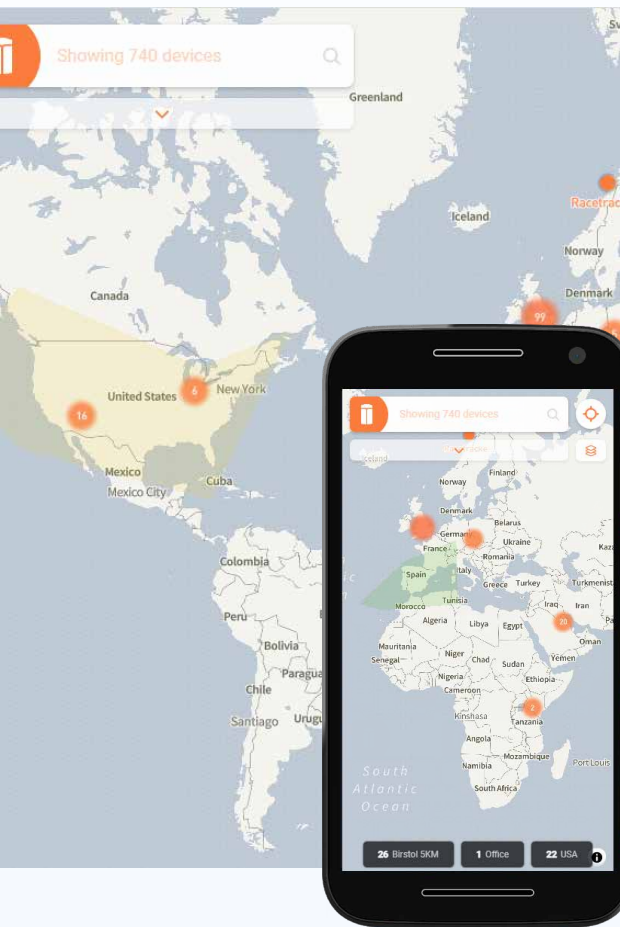 Showing 740 devices
Greenland
Iceland
Norway
Denmark
99
Canada
United States
6
New York
16
Mexico
Mexico City
Cuba
Colombia
Peru
Bolivia
Chile
Santiago
Showing 740 devices
Iceland
Norway
Finland
Denmark
Belarus
Germany
Ukraine
France
Romania
Spain
Italy
Greece
Turkey
Morocco
Tunisia
Iraq
Iran
Algeria
Libya
Egypt
20
Oman
Mauritania
Niger
Chad
Sudan
Yemen
Senegal
Nigeria
Ethiopia
Cameroon
Kinshasa
2
Tanzania
Angola
Mozambique
Namibia
Port Louis
South Africa
South
Atlantic
Ocean
26 Birstol 5KM
1 Office
22 USA